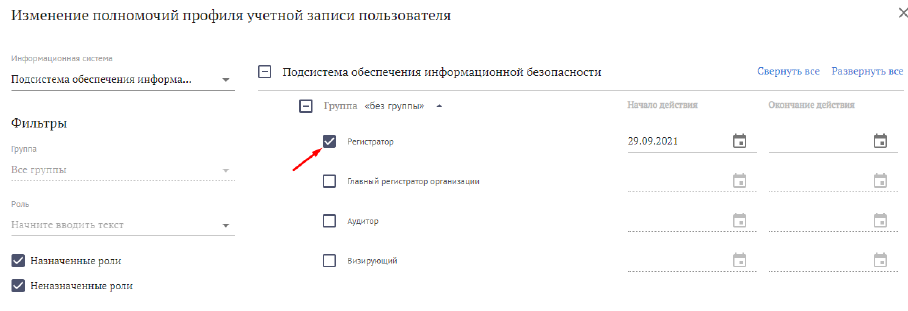 Изменение полномочий профиля учетной записи пользователя
Информационная система
Подсистема обеспечения информа...
Фильтры
Группа
Все группы
Роль
Начните вводить текст
Назначенные роли
Неназначенные роли
Подсистема обеспечения информационной безопасности
Свернуть все Развернуть все
Группа «без группы»
Начало действия
Окончание действия
Регистратор
29.09.2021
Главный регистратор организации
Аудитор
Визирующий